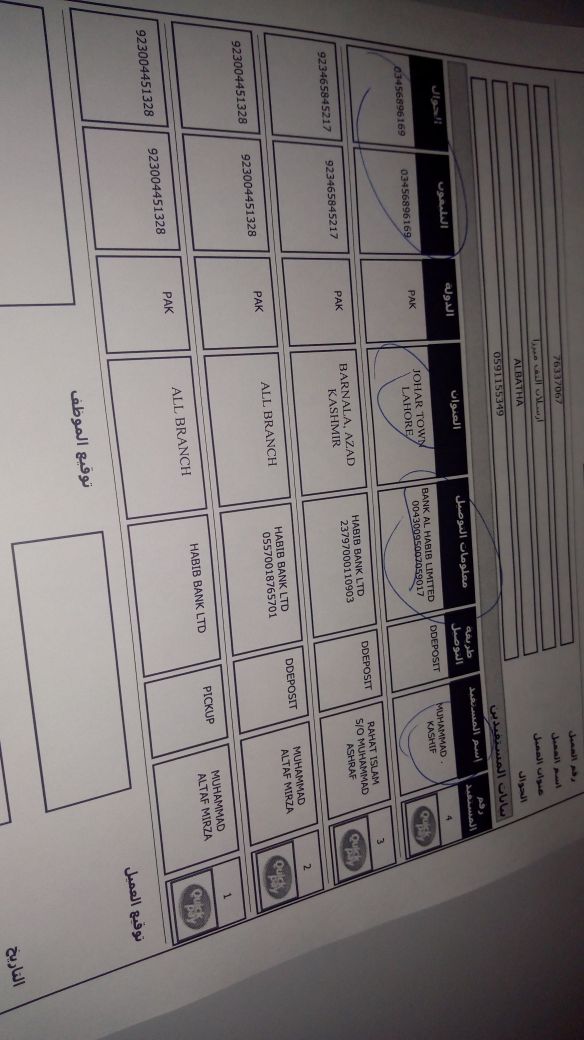 رقم العميل
76337067
اسم العميل
ارسلات التف ميرزا
عنوان العميل
ALBATHA
الجوال
0591155349
بيانات المستفيدين
رقم المستفيد
إسم المستفيد
طريقة التوصيل
معلومات التوصيل
العنوان
الدولة
التليفون
الجوال
4
Quick Pay
MUHAMMAD .
KASHIF
DDEPOSIT
BANK AL HABIB LIMITED
00430095007059017
JOHAR TOWN
LAHORE
PAK
03456896169
03456896169
3
Quick Pay
RAHAT ISLAM
S/O MUHAMMAD
ASHRAF
DDEPOSIT
HABIB BANK LTD
23797000110903
BARNALA, AZAD
KASHMIR
PAK
923465845217
923465845217
2
Quick Pay
MUHAMMAD
ALTAF MIRZA
DDEPOSIT
HABIB BANK LTD
05570018765701
ALL BRANCH
PAK
923004451328
923004451328
1
Quick Pay
MUHAMMAD
ALTAF MIRZA
PICKUP
HABIB BANK LTD
ALL BRANCH
PAK
923004451328
923004451328
توقيع العميل
توقيع الموظف
التاريخ